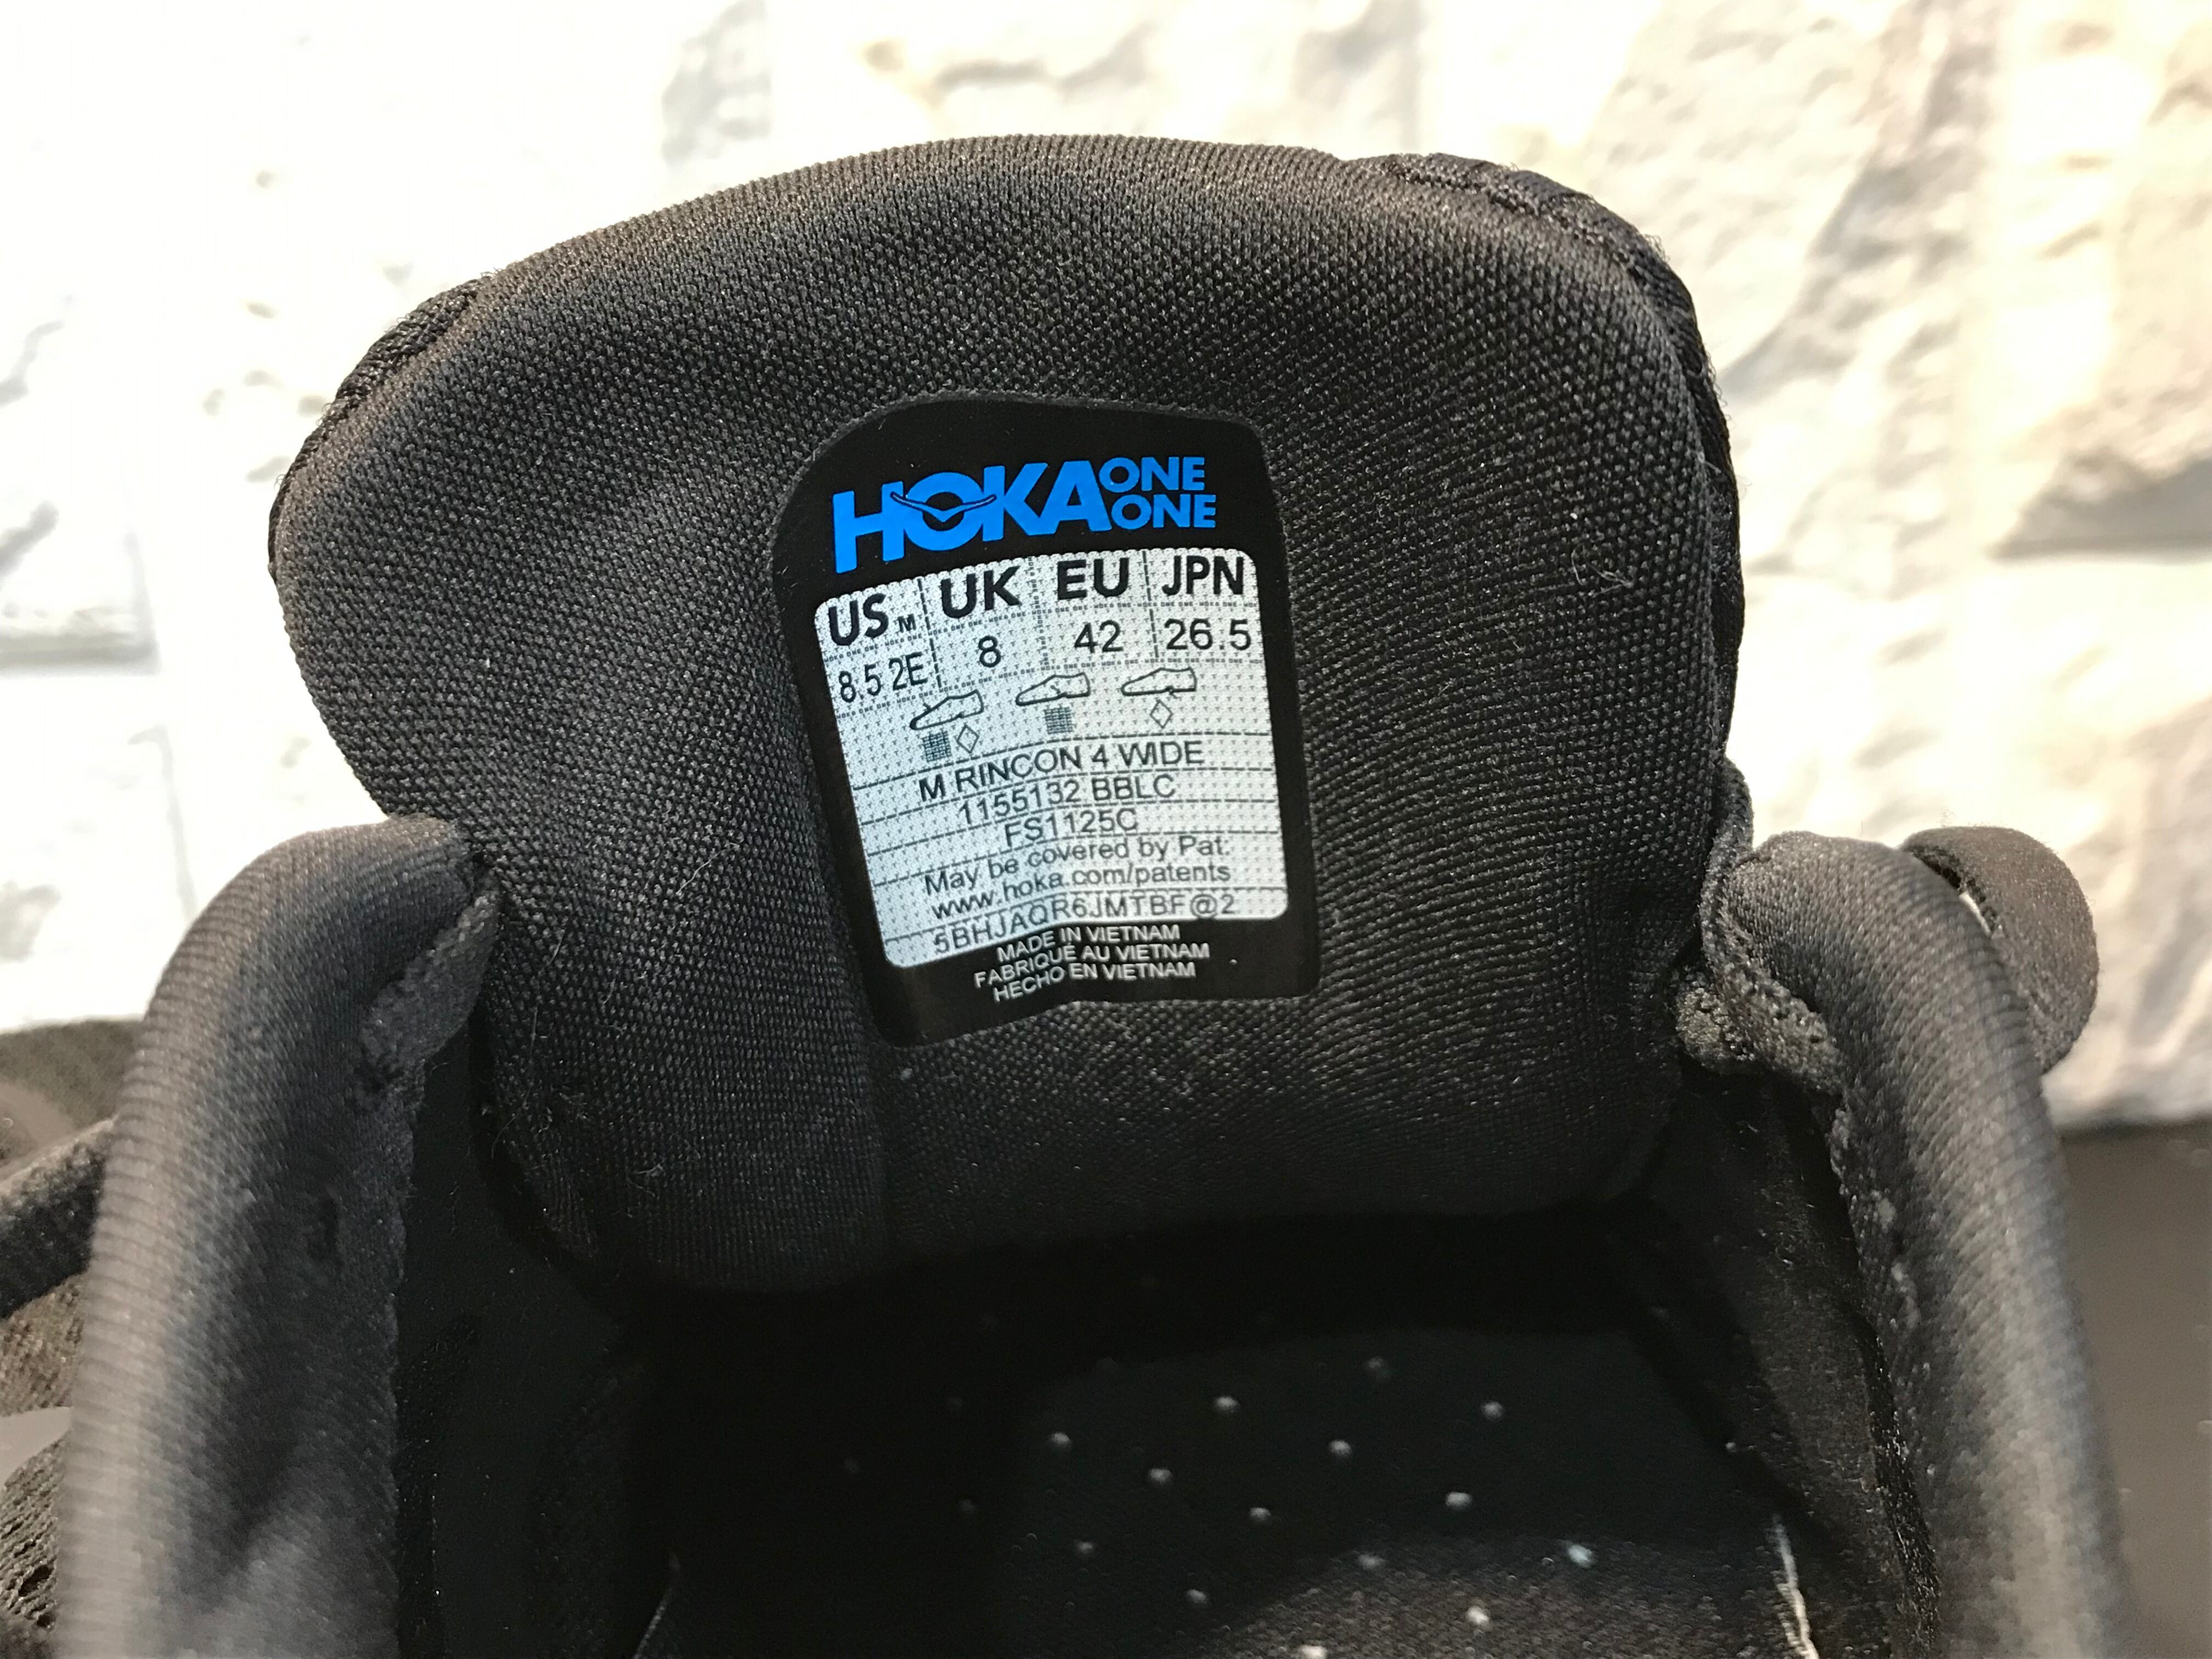 HOKA ONE ONE
US M UK EU JPN
8.5 2E 8 42 26.5
M RINCON 4 WIDE
1155132 BBLC
FS1125C
May be covered by Pat:
www.hoka.com/patents
5BHJAQR6JMTBF@2
MADE IN VIETNAM
FABRIQUÉ AU VIETNAM
HECHO EN VIETNAM